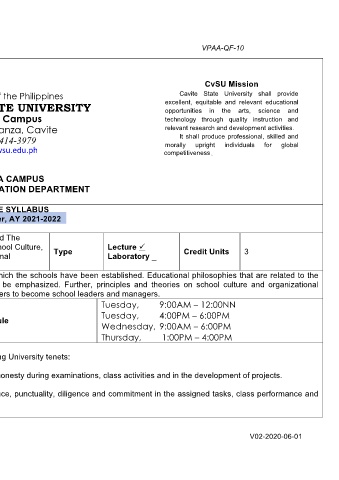 VPAA-QF-10
of the Philippines
TE UNIVERSITY
Campus
anza, Cavite
414-3979
vsu.edu.ph
CvSU Mission
Cavite State University shall provide
excellent, equitable and relevant educational
opportunities in the arts, science and
technology through quality instruction and
relevant research and development activities.
It shall produce professional, skilled and
morally upright individuals for global
competitiveness.
A CAMPUS
ATION DEPARTMENT
E SYLLABUS
er, AY 2021-2022
d The
hool Culture,
nal
Type
Lecture ✓
Laboratory _
Credit Units
3
hich the schools have been established. Educational philosophies that are related to the
be emphasized. Further, principles and theories on school culture and organizational
ers to become school leaders and managers.
ule
Tuesday, 9:00AM – 12:00NN
Tuesday, 4:00PM – 6:00PM
Wednesday, 9:00AM – 6:00PM
Thursday, 1:00PM – 4:00PM
ng University tenets:
onesty during examinations, class activities and in the development of projects.
ce, punctuality, diligence and commitment in the assigned tasks, class performance and
V02-2020-06-01